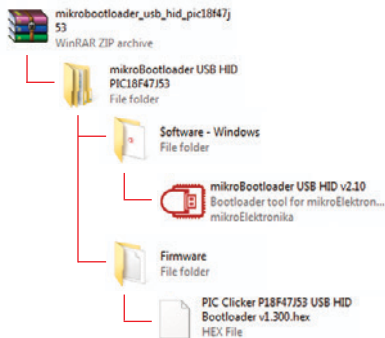 mikrobootloader_usb_hid_pic18f47j
53
WinRAR ZIP archive
mikroBootloader USB HID
PIC18F47J53
File folder
Software - Windows
File folder
mikroBootloader USB HID v2.10
Bootloader tool for mikroElektron...
mikroElektronika
Firmware
File folder
PIC Clicker P18F47J53 USB HID
Bootloader v1.300.hex
HEX File